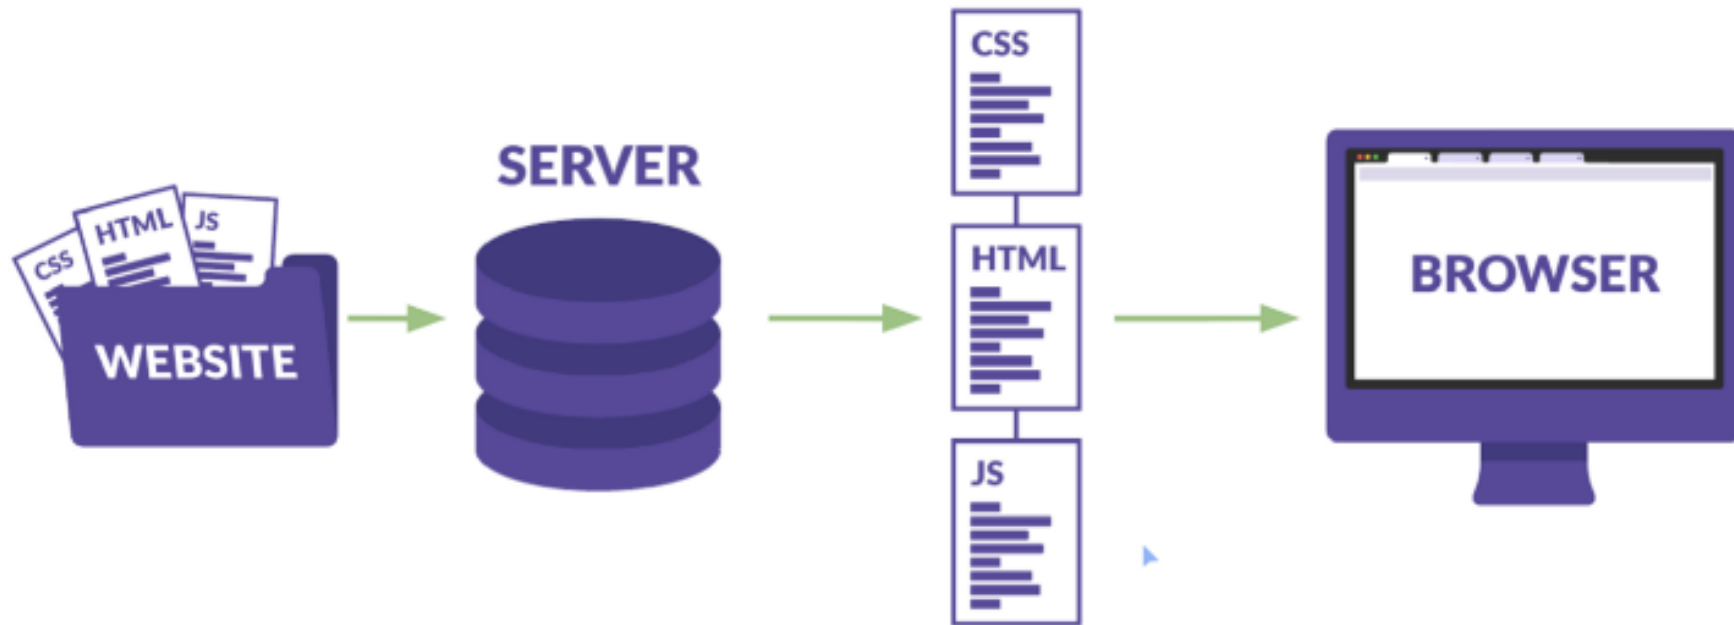 CSS
HTML
JS
WEBSITE
SERVER
CSS
HTML
JS
BROWSER